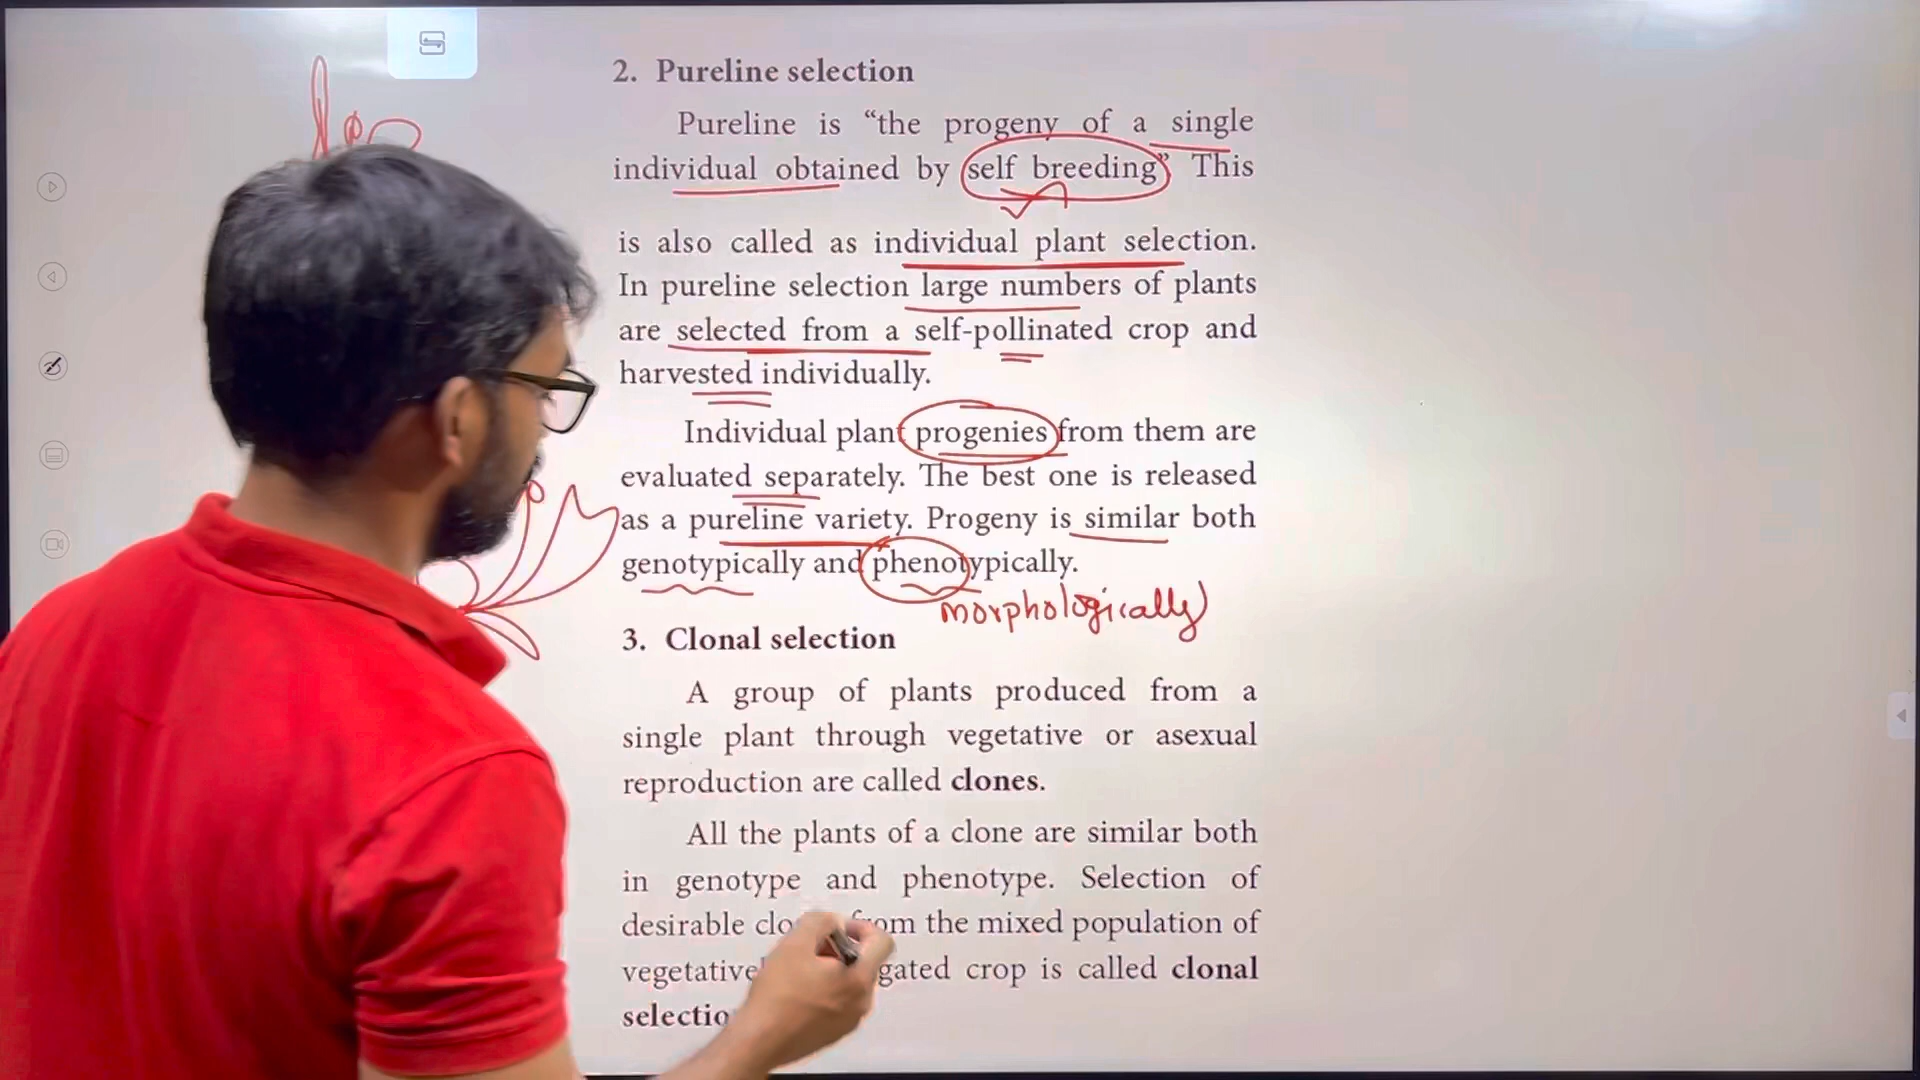 2. Pureline selection
Pureline is “the progeny of a single
individual obtained by self breeding” This
is also called as individual plant selection.
In pureline selection large numbers of plants
are selected from a self-pollinated crop and
harvested individually.
Individual plant progenies from them are
evaluated separately. The best one is released
as a pureline variety. Progeny is similar both
genotypically and phenotypically.
morphologically
3. Clonal selection
A group of plants produced from a
single plant through vegetative or asexual
reproduction are called clones.
All the plants of a clone are similar both
in genotype and phenotype. Selection of
desirable from the mixed population of
crop is called clonal